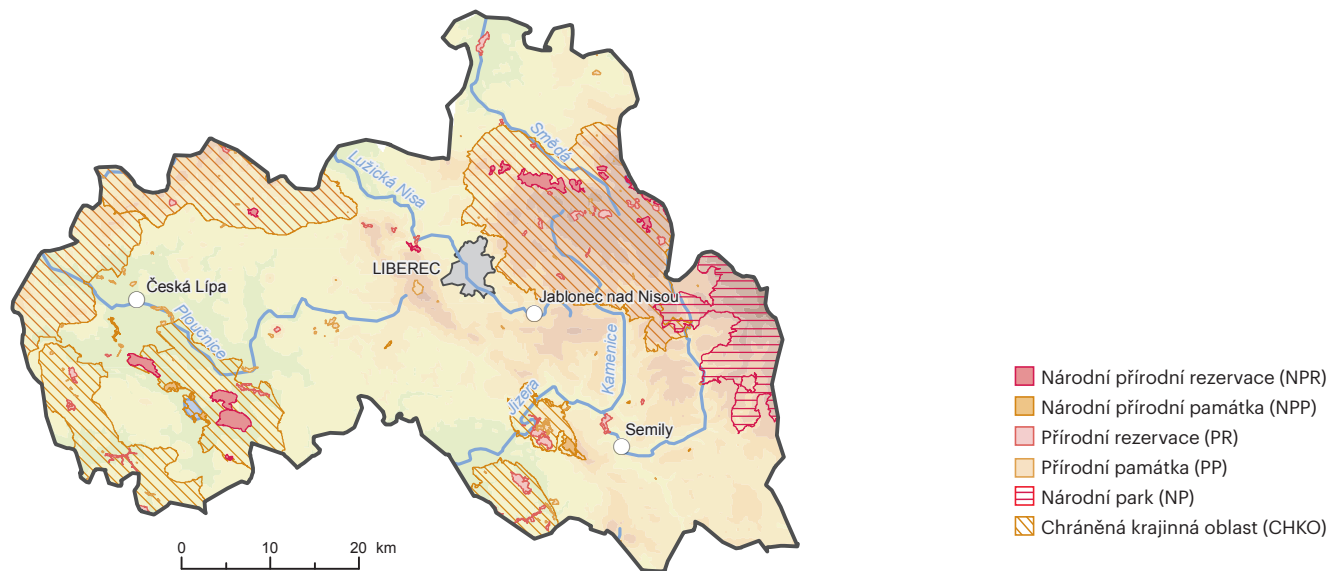 Smědá
Lužická Nisa
LIBEREC
Česká Lípa
Jablonec nad Nisou
Ploučnice
Kamenice
Jizera
Semily
0 10 20 km
Národní přírodní rezervace (NPR)
Národní přírodní památka (NPP)
Přírodní rezervace (PR)
Přírodní památka (PP)
Národní park (NP)
Chráněná krajinná oblast (CHKO)